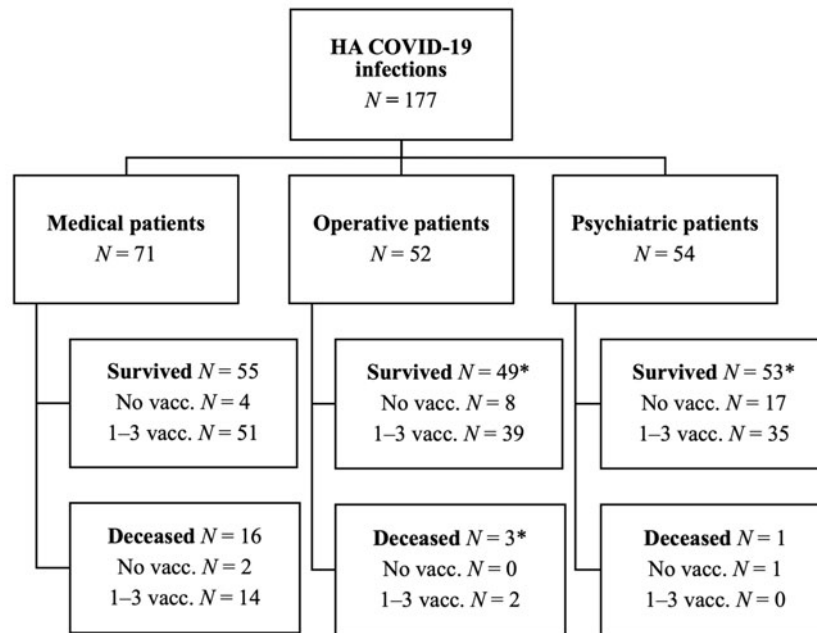 HA COVID-19
infections
N = 177
Medical patients
N = 71
Operative patients
N = 52
Psychiatric patients
N = 54
Survived N = 55
No vacc. N = 4
1–3 vacc. N = 51
Survived N = 49*
No vacc. N = 8
1–3 vacc. N = 39
Survived N = 53*
No vacc. N = 17
1–3 vacc. N = 35
Deceased N = 16
No vacc. N = 2
1–3 vacc. N = 14
Deceased N = 3*
No vacc. N = 0
1–3 vacc. N = 2
Deceased N = 1
No vacc. N = 1
1–3 vacc. N = 0